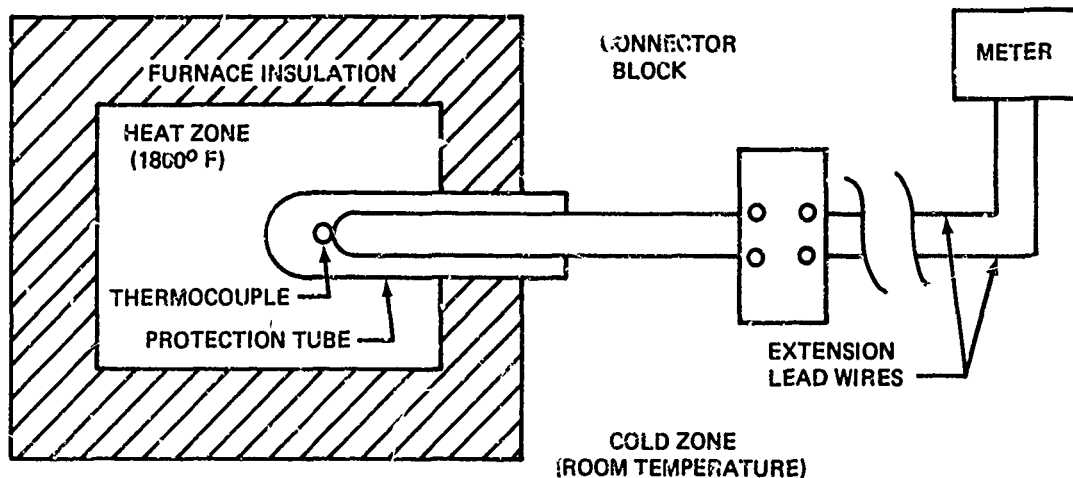 FURNACE INSULATION
HEAT ZONE
(1800° F)
THERMOCOUPLE
PROTECTION TUBE
CONNECTOR
BLOCK
METER
EXTENSION
LEAD WIRES
COLD ZONE
(ROOM TEMPERATURE)